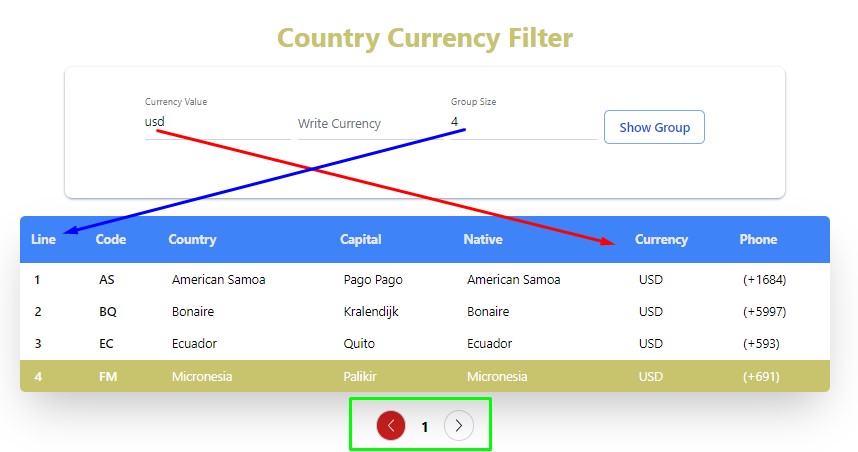 Country Currency Filter
Currency Value
usd
Write Currency
Group Size
4
Show Group
Line Code Country Capital Native Currency Phone
1 AS American Samoa Pago Pago American Samoa USD (+1684)
2 BQ Bonaire Kralendijk Bonaire USD (+5997)
3 EC Ecuador Quito Ecuador USD (+593)
4 FM Micronesia Palikir Micronesia USD (+691)
1